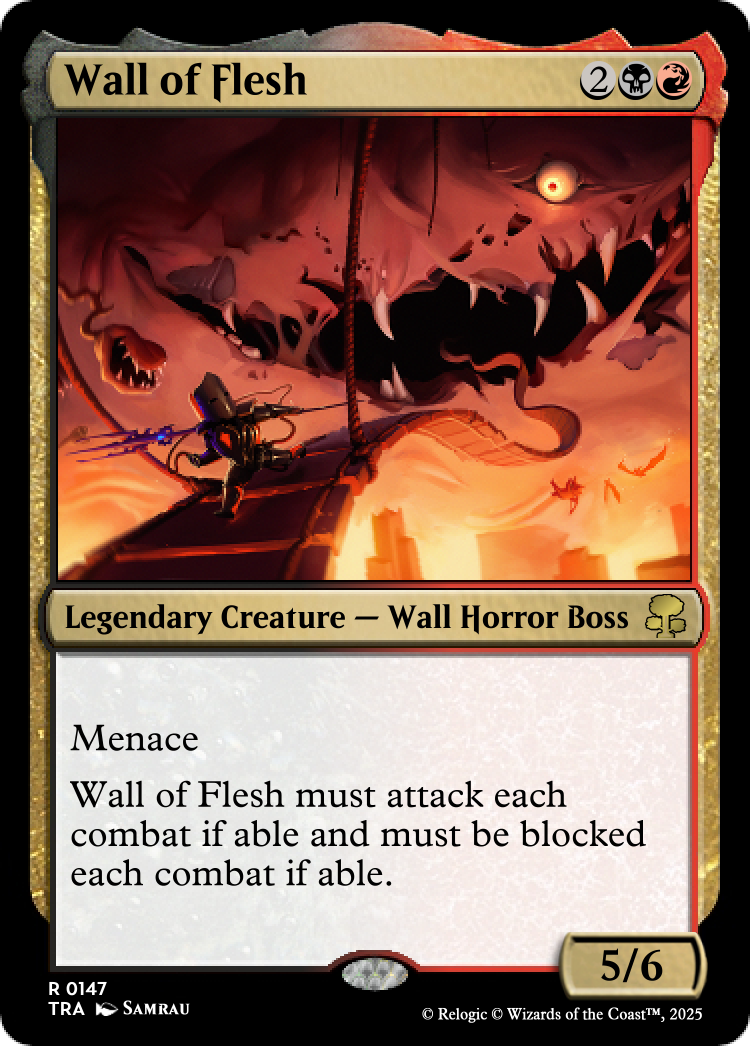 Wall of Flesh 2
Legendary Creature — Wall Horror Boss
Menace
Wall of Flesh must attack each
combat if able and must be blocked
each combat if able.
5/6
R 0147
TRA SAMRAU
© Relogic © Wizards of the Coast™, 2025